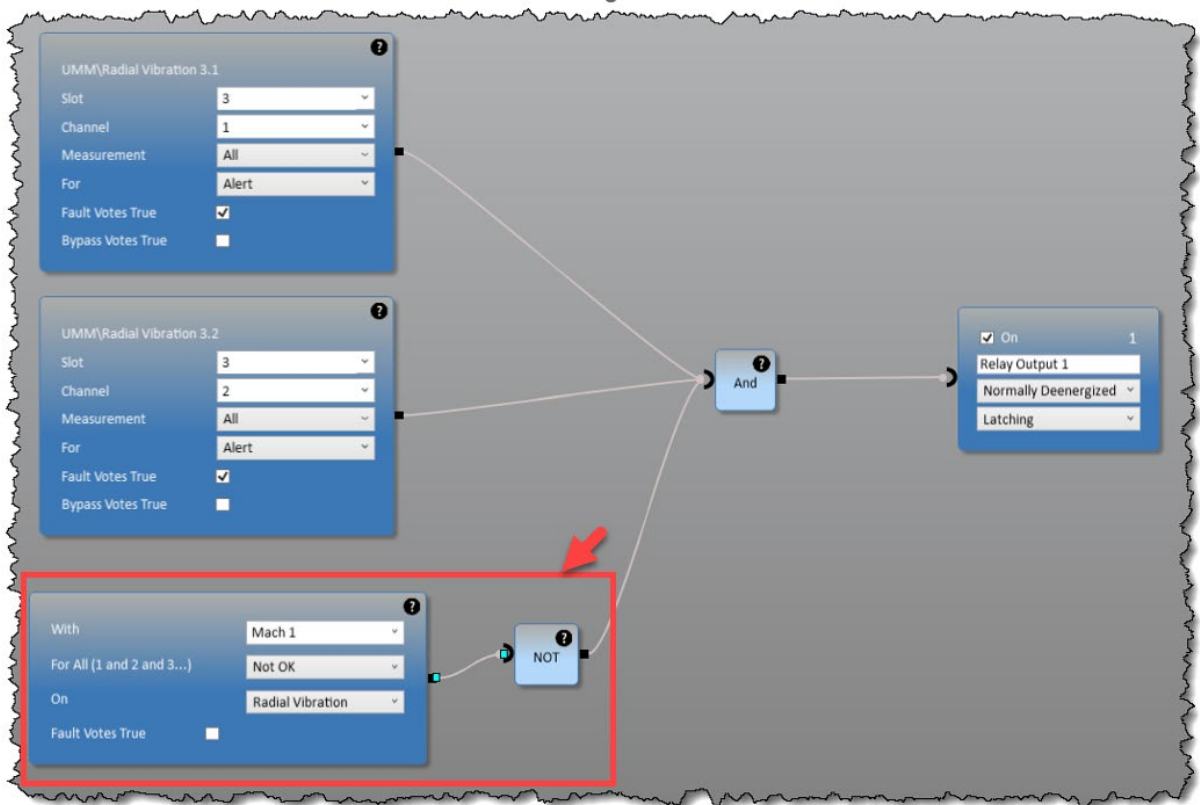 UMM\Radial Vibration 3.1
Slot 3
Channel 1
Measurement All
For Alert
Fault Votes True
Bypass Votes True
UMM\Radial Vibration 3.2
Slot 3
Channel 2
Measurement All
For Alert
Fault Votes True
Bypass Votes True
With Mach 1
For All (1 and 2 and 3...) Not OK
On Radial Vibration
Fault Votes True
? NOT
? And
On 1
Relay Output 1
Normally Deenergized
Latching